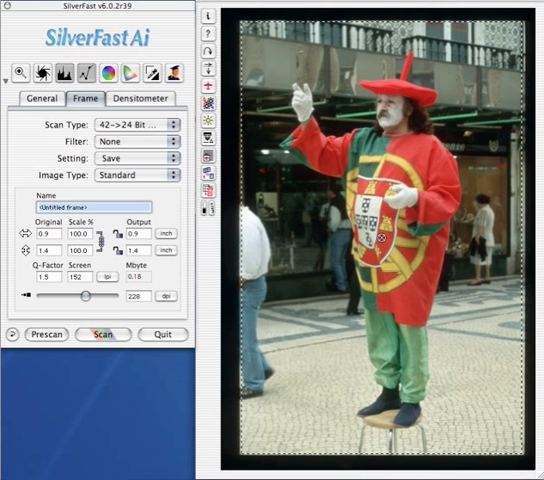 SilverFast v6.0.2r39
SilverFast Ai
General Frame Densitometer
Scan Type: 42->24 Bit ...
Filter: None
Setting: Save
Image Type: Standard
Name
<Untitled frame>
Original Scale % Output
0.9 100.0 0.9 inch
1.4 100.0 1.4 inch
Q-Factor Screen Mbyte
1.5 152 lpi 0.18
228 dpi
Prescan Scan Quit